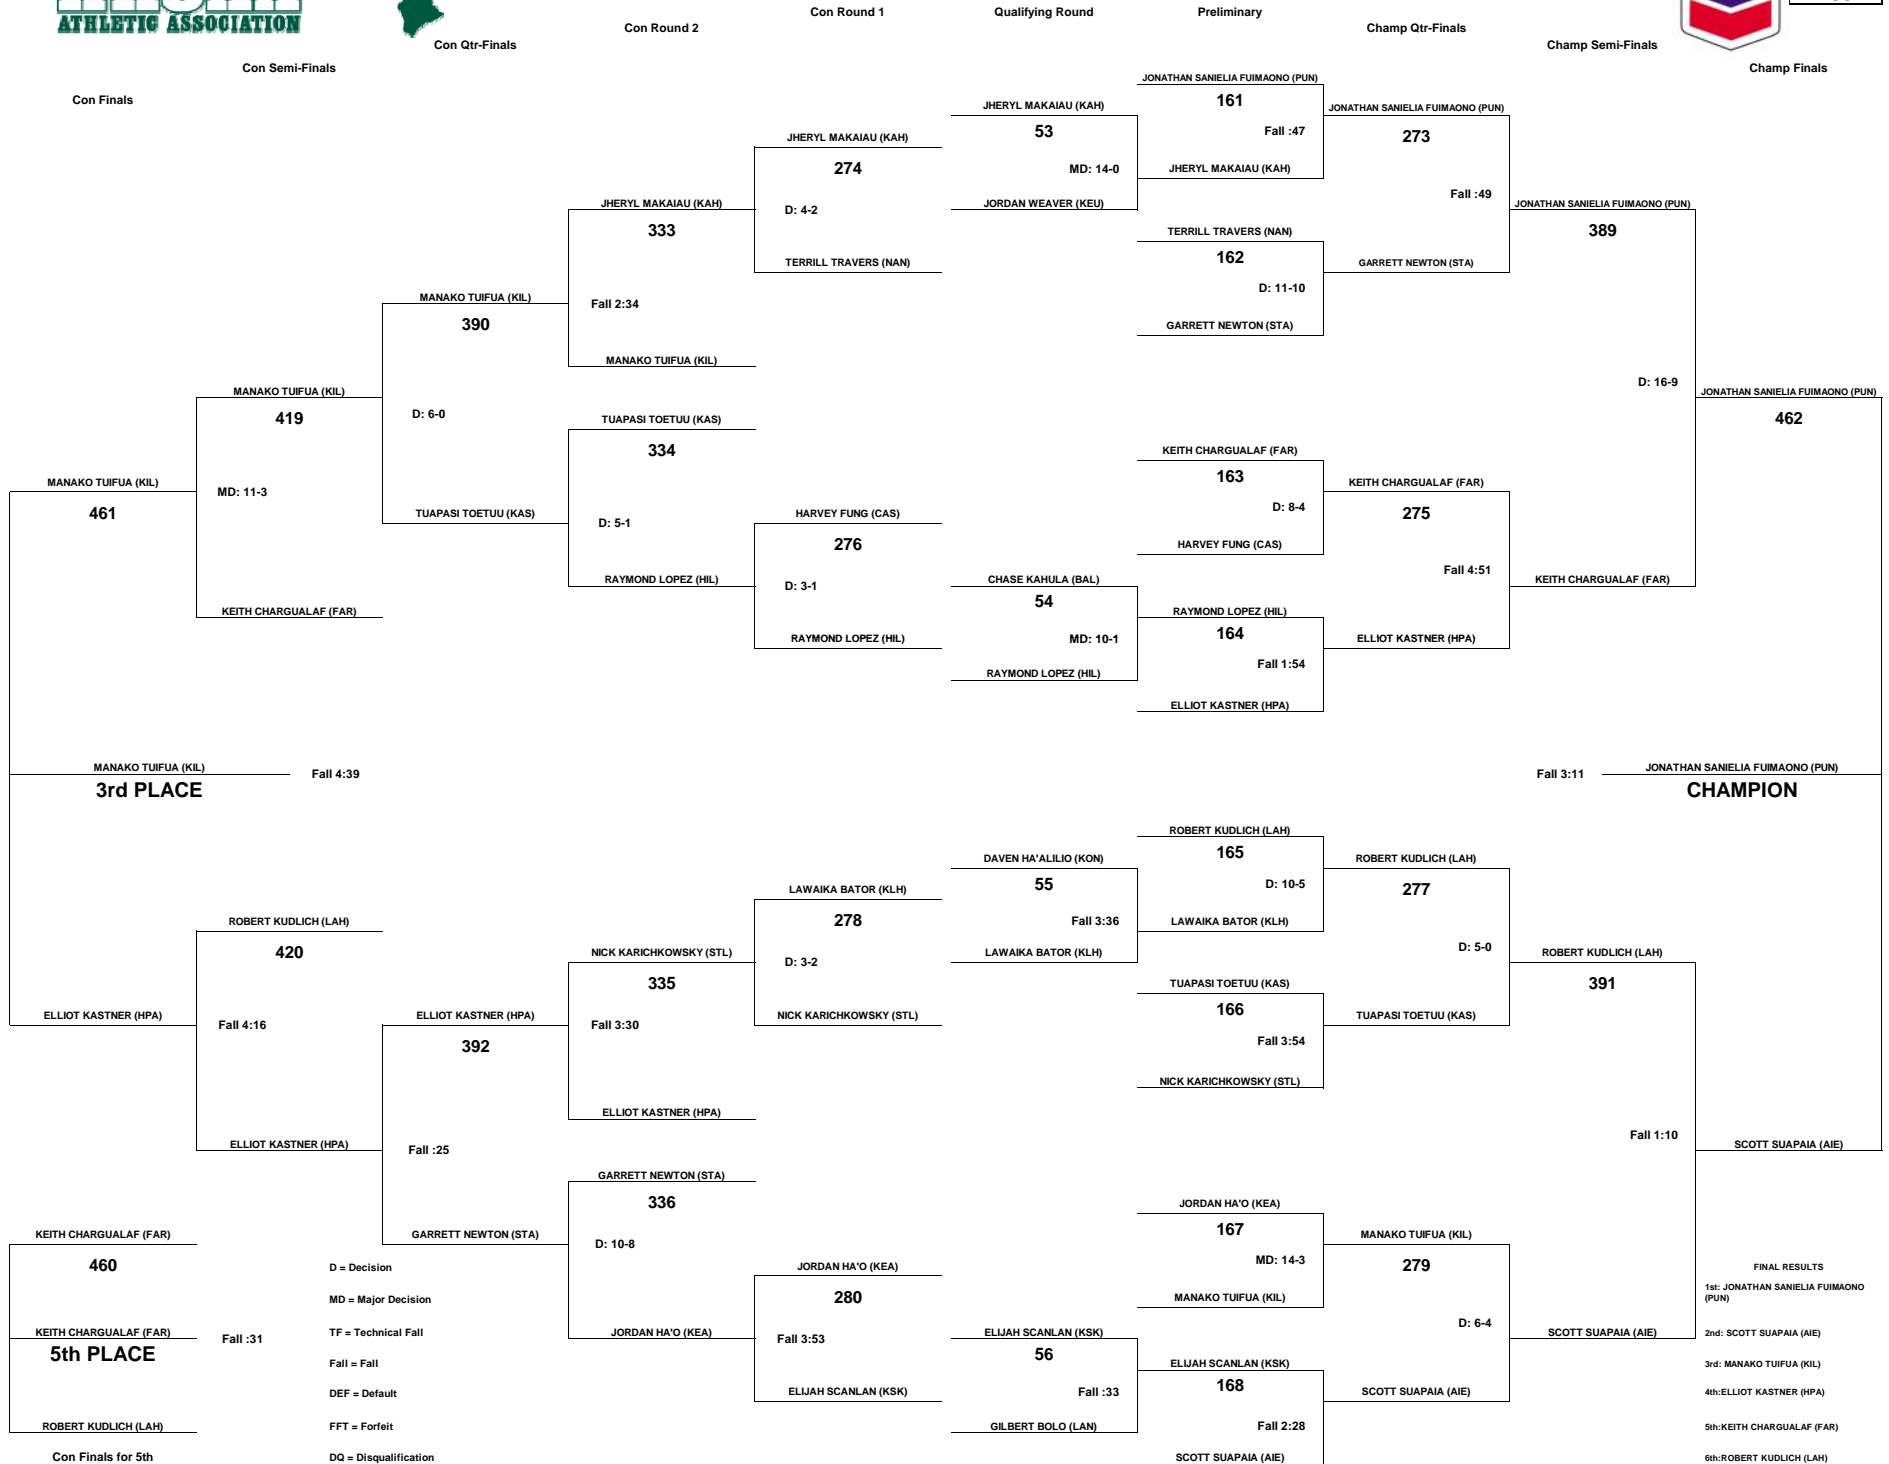 ATHLETIC ASSOCIATION
Con Round 1
Qualifying Round
Preliminary
Con Round 2
Champ Qtr-Finals
Con Qtr-Finals
Champ Semi-Finals
Con Semi-Finals
Champ Finals
Con Finals
JONATHAN SANIELIA FUIMAONO (PUN)
161
Fall :47
JHERYL MAKAIAU (KAH)
JHERYL MAKAIAU (KAH)
53
MD: 14-0
JORDAN WEAVER (KEU)
JONATHAN SANIELIA FUIMAONO (PUN)
273
Fall :49
GARRETT NEWTON (STA)
JHERYL MAKAIAU (KAH)
274
D: 4-2
TERRILL TRAVERS (NAN)
TERRILL TRAVERS (NAN)
162
D: 11-10
GARRETT NEWTON (STA)
JHERYL MAKAIAU (KAH)
333
Fall 2:34
MANAKO TUIFUA (KIL)
JONATHAN SANIELIA FUIMAONO (PUN)
389
D: 16-9
KEITH CHARGUALAF (FAR)
MANAKO TUIFUA (KIL)
390
D: 6-0
TUAPASI TOETUU (KAS)
MANAKO TUIFUA (KIL)
419
MD: 11-3
KEITH CHARGUALAF (FAR)
TUAPASI TOETUU (KAS)
334
D: 5-1
RAYMOND LOPEZ (HIL)
JONATHAN SANIELIA FUIMAONO (PUN)
462
KEITH CHARGUALAF (FAR)
163
D: 8-4
HARVEY FUNG (CAS)
MANAKO TUIFUA (KIL)
461
KEITH CHARGUALAF (FAR)
275
Fall 4:51
ELLIOT KASTNER (HPA)
HARVEY FUNG (CAS)
276
D: 3-1
RAYMOND LOPEZ (HIL)
CHASE KAHULA (BAL)
54
MD: 10-1
RAYMOND LOPEZ (HIL)
RAYMOND LOPEZ (HIL)
164
Fall 1:54
ELLIOT KASTNER (HPA)
MANAKO TUIFUA (KIL)
Fall 4:39
3rd PLACE
Fall 3:11
JONATHAN SANIELIA FUIMAONO (PUN)
CHAMPION
ROBERT KUDLICH (LAH)
165
D: 10-5
LAWAIKA BATOR (KLH)
DAVEN HA'ALILIO (KON)
55
Fall 3:36
LAWAIKA BATOR (KLH)
ROBERT KUDLICH (LAH)
277
D: 5-0
TUAPASI TOETUU (KAS)
LAWAIKA BATOR (KLH)
278
D: 3-2
NICK KARICHKOWSKY (STL)
ROBERT KUDLICH (LAH)
420
Fall 4:16
ELLIOT KASTNER (HPA)
NICK KARICHKOWSKY (STL)
335
Fall 3:30
ELLIOT KASTNER (HPA)
ROBERT KUDLICH (LAH)
391
Fall 1:10
SCOTT SUAPAIA (AIE)
TUAPASI TOETUU (KAS)
166
Fall 3:54
NICK KARICHKOWSKY (STL)
ELLIOT KASTNER (HPA)
ELLIOT KASTNER (HPA)
392
Fall :25
GARRETT NEWTON (STA)
SCOTT SUAPAIA (AIE)
GARRETT NEWTON (STA)
336
D: 10-8
JORDAN HA'O (KEA)
JORDAN HA'O (KEA)
167
MD: 14-3
MANAKO TUIFUA (KIL)
MANAKO TUIFUA (KIL)
279
D: 6-4
SCOTT SUAPAIA (AIE)
JORDAN HA'O (KEA)
280
Fall 3:53
ELIJAH SCANLAN (KSK)
ELIJAH SCANLAN (KSK)
56
Fall :33
GILBERT BOLO (LAN)
ELIJAH SCANLAN (KSK)
168
Fall 2:28
SCOTT SUAPAIA (AIE)
KEITH CHARGUALAF (FAR)
460
KEITH CHARGUALAF (FAR)
Fall :31
5th PLACE
ROBERT KUDLICH (LAH)
Con Finals for 5th
D = Decision
MD = Major Decision
TF = Technical Fall
Fall = Fall
DEF = Default
FFT = Forfeit
DQ = Disqualification
FINAL RESULTS
1st: JONATHAN SANIELIA FUIMAONO
(PUN)
2nd: SCOTT SUAPAIA (AIE)
3rd: MANAKO TUIFUA (KIL)
4th:ELLIOT KASTNER (HPA)
5th:KEITH CHARGUALAF (FAR)
6th:ROBERT KUDLICH (LAH)